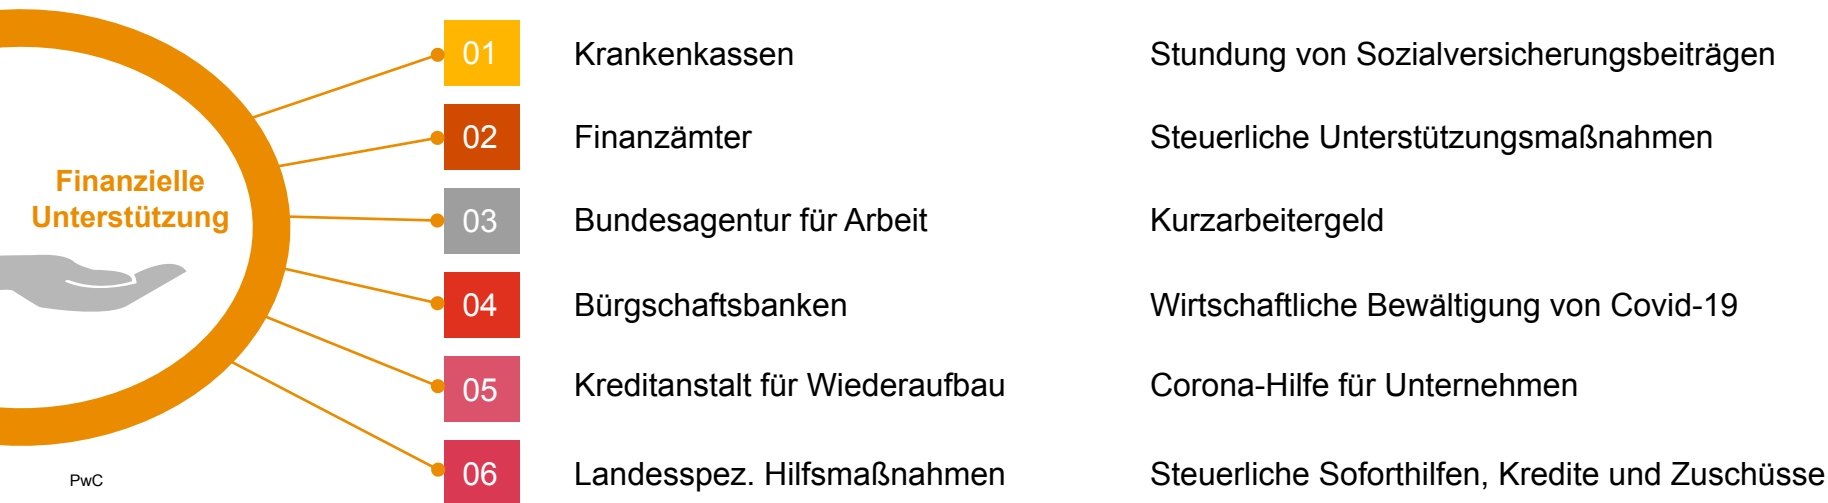 Finanzielle
Unterstützung
01 Krankenkassen Stundung von Sozialversicherungsbeiträgen
02 Finanzämter Steuerliche Unterstützungsmaßnahmen
03 Bundesagentur für Arbeit Kurzarbeitergeld
04 Bürgschaftsbanken Wirtschaftliche Bewältigung von Covid-19
05 Kreditanstalt für Wiederaufbau Corona-Hilfe für Unternehmen
06 Landesspez. Hilfsmaßnahmen Steuerliche Soforthilfen, Kredite und Zuschüsse
PwC